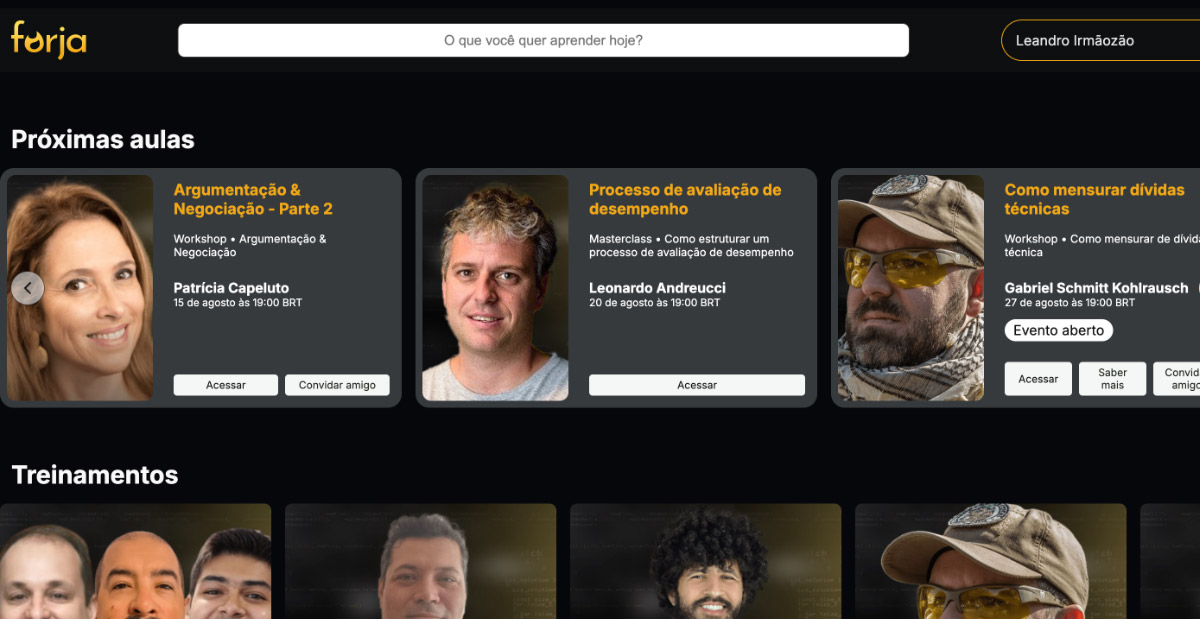 forja
O que você quer aprender hoje?
Leandro Irmãozão
Próximas aulas
Argumentação &
Negociação - Parte 2
Workshop • Argumentação &
Negociação
Patrícia Capeluto
15 de agosto às 19:00 BRT
Acessar
Convidar amigo
Processo de avaliação de
desempenho
Masterclass • Como estruturar um
processo de avaliação de desempenho
Leonardo Andreucci
20 de agosto às 19:00 BRT
Acessar
Como mensurar dívidas
técnicas
Workshop • Como mensurar de dívida
técnica
Gabriel Schmitt Kohlrausch
27 de agosto às 19:00 BRT
Evento aberto
Acessar
Saber
mais
Convid
amigo
Treinamentos